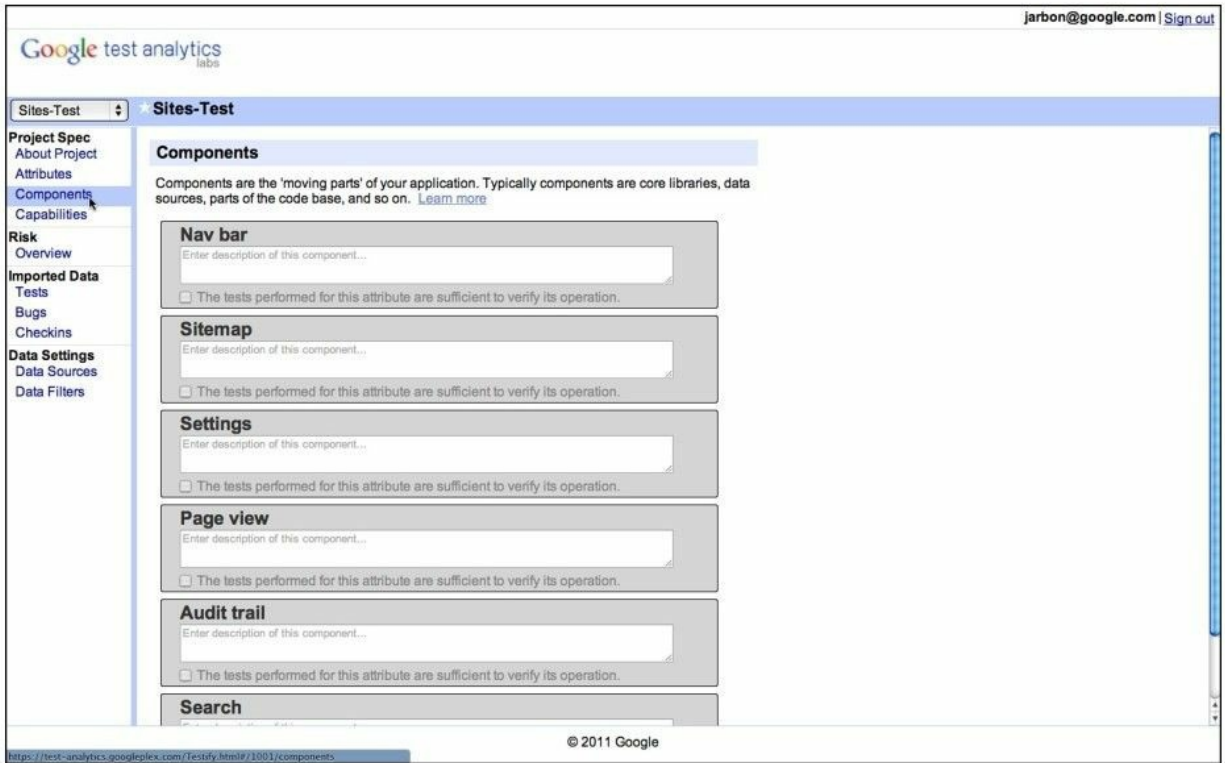 jarbon@google.com | Sign out
Google test analytics
labs
Sites-Test
Sites-Test
Project Spec
About Project
Attributes
Components
Capabilities
Risk
Overview
Imported Data
Tests
Bugs
Checkins
Data Settings
Data Sources
Data Filters
Components
Components are the 'moving parts' of your application. Typically components are core libraries, data
sources, parts of the code base, and so on. Learn more
Nav bar
Enter description of this component...
The tests performed for this attribute are sufficient to verify its operation.
Sitemap
Enter description of this component...
The tests performed for this attribute are sufficient to verify its operation.
Settings
Enter description of this component...
The tests performed for this attribute are sufficient to verify its operation.
Page view
Enter description of this component...
The tests performed for this attribute are sufficient to verify its operation.
Audit trail
Enter description of this component...
The tests performed for this attribute are sufficient to verify its operation.
Search
© 2011 Google
https://test-analytics.googleplex.com/Testify.html#/1001/components